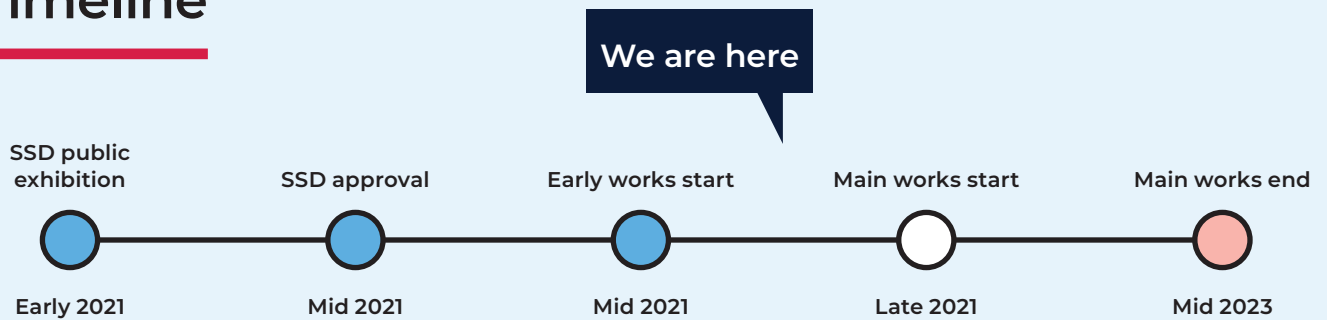 imeline
We are here
SSD public
exhibition
SSD approval
Early works start
Main works start
Main works end
Early 2021
Mid 2021
Mid 2021
Late 2021
Mid 2023